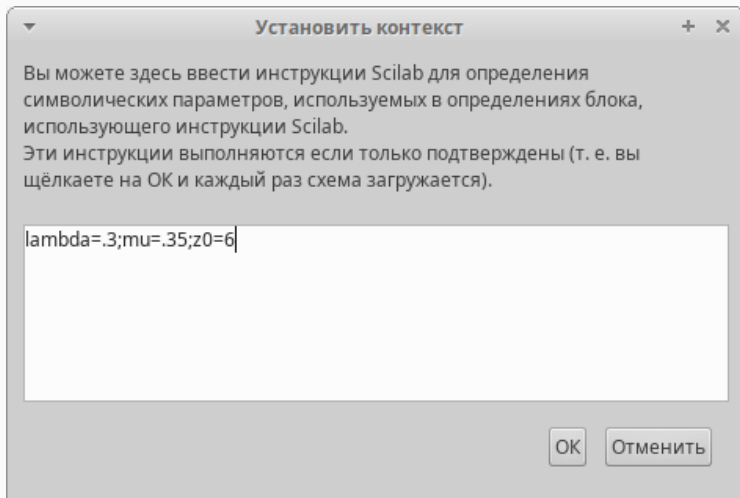 Установить контекст
Вы можете здесь ввести инструкции Scilab для определения
символических параметров, используемых в определениях блока,
использующего инструкции Scilab.
Эти инструкции выполняются если только подтверждены (т. е. вы
щёлкаете на ОК и каждый раз схема загружается).
lambda=.3;mu=.35;z0=6
ОК Отменить